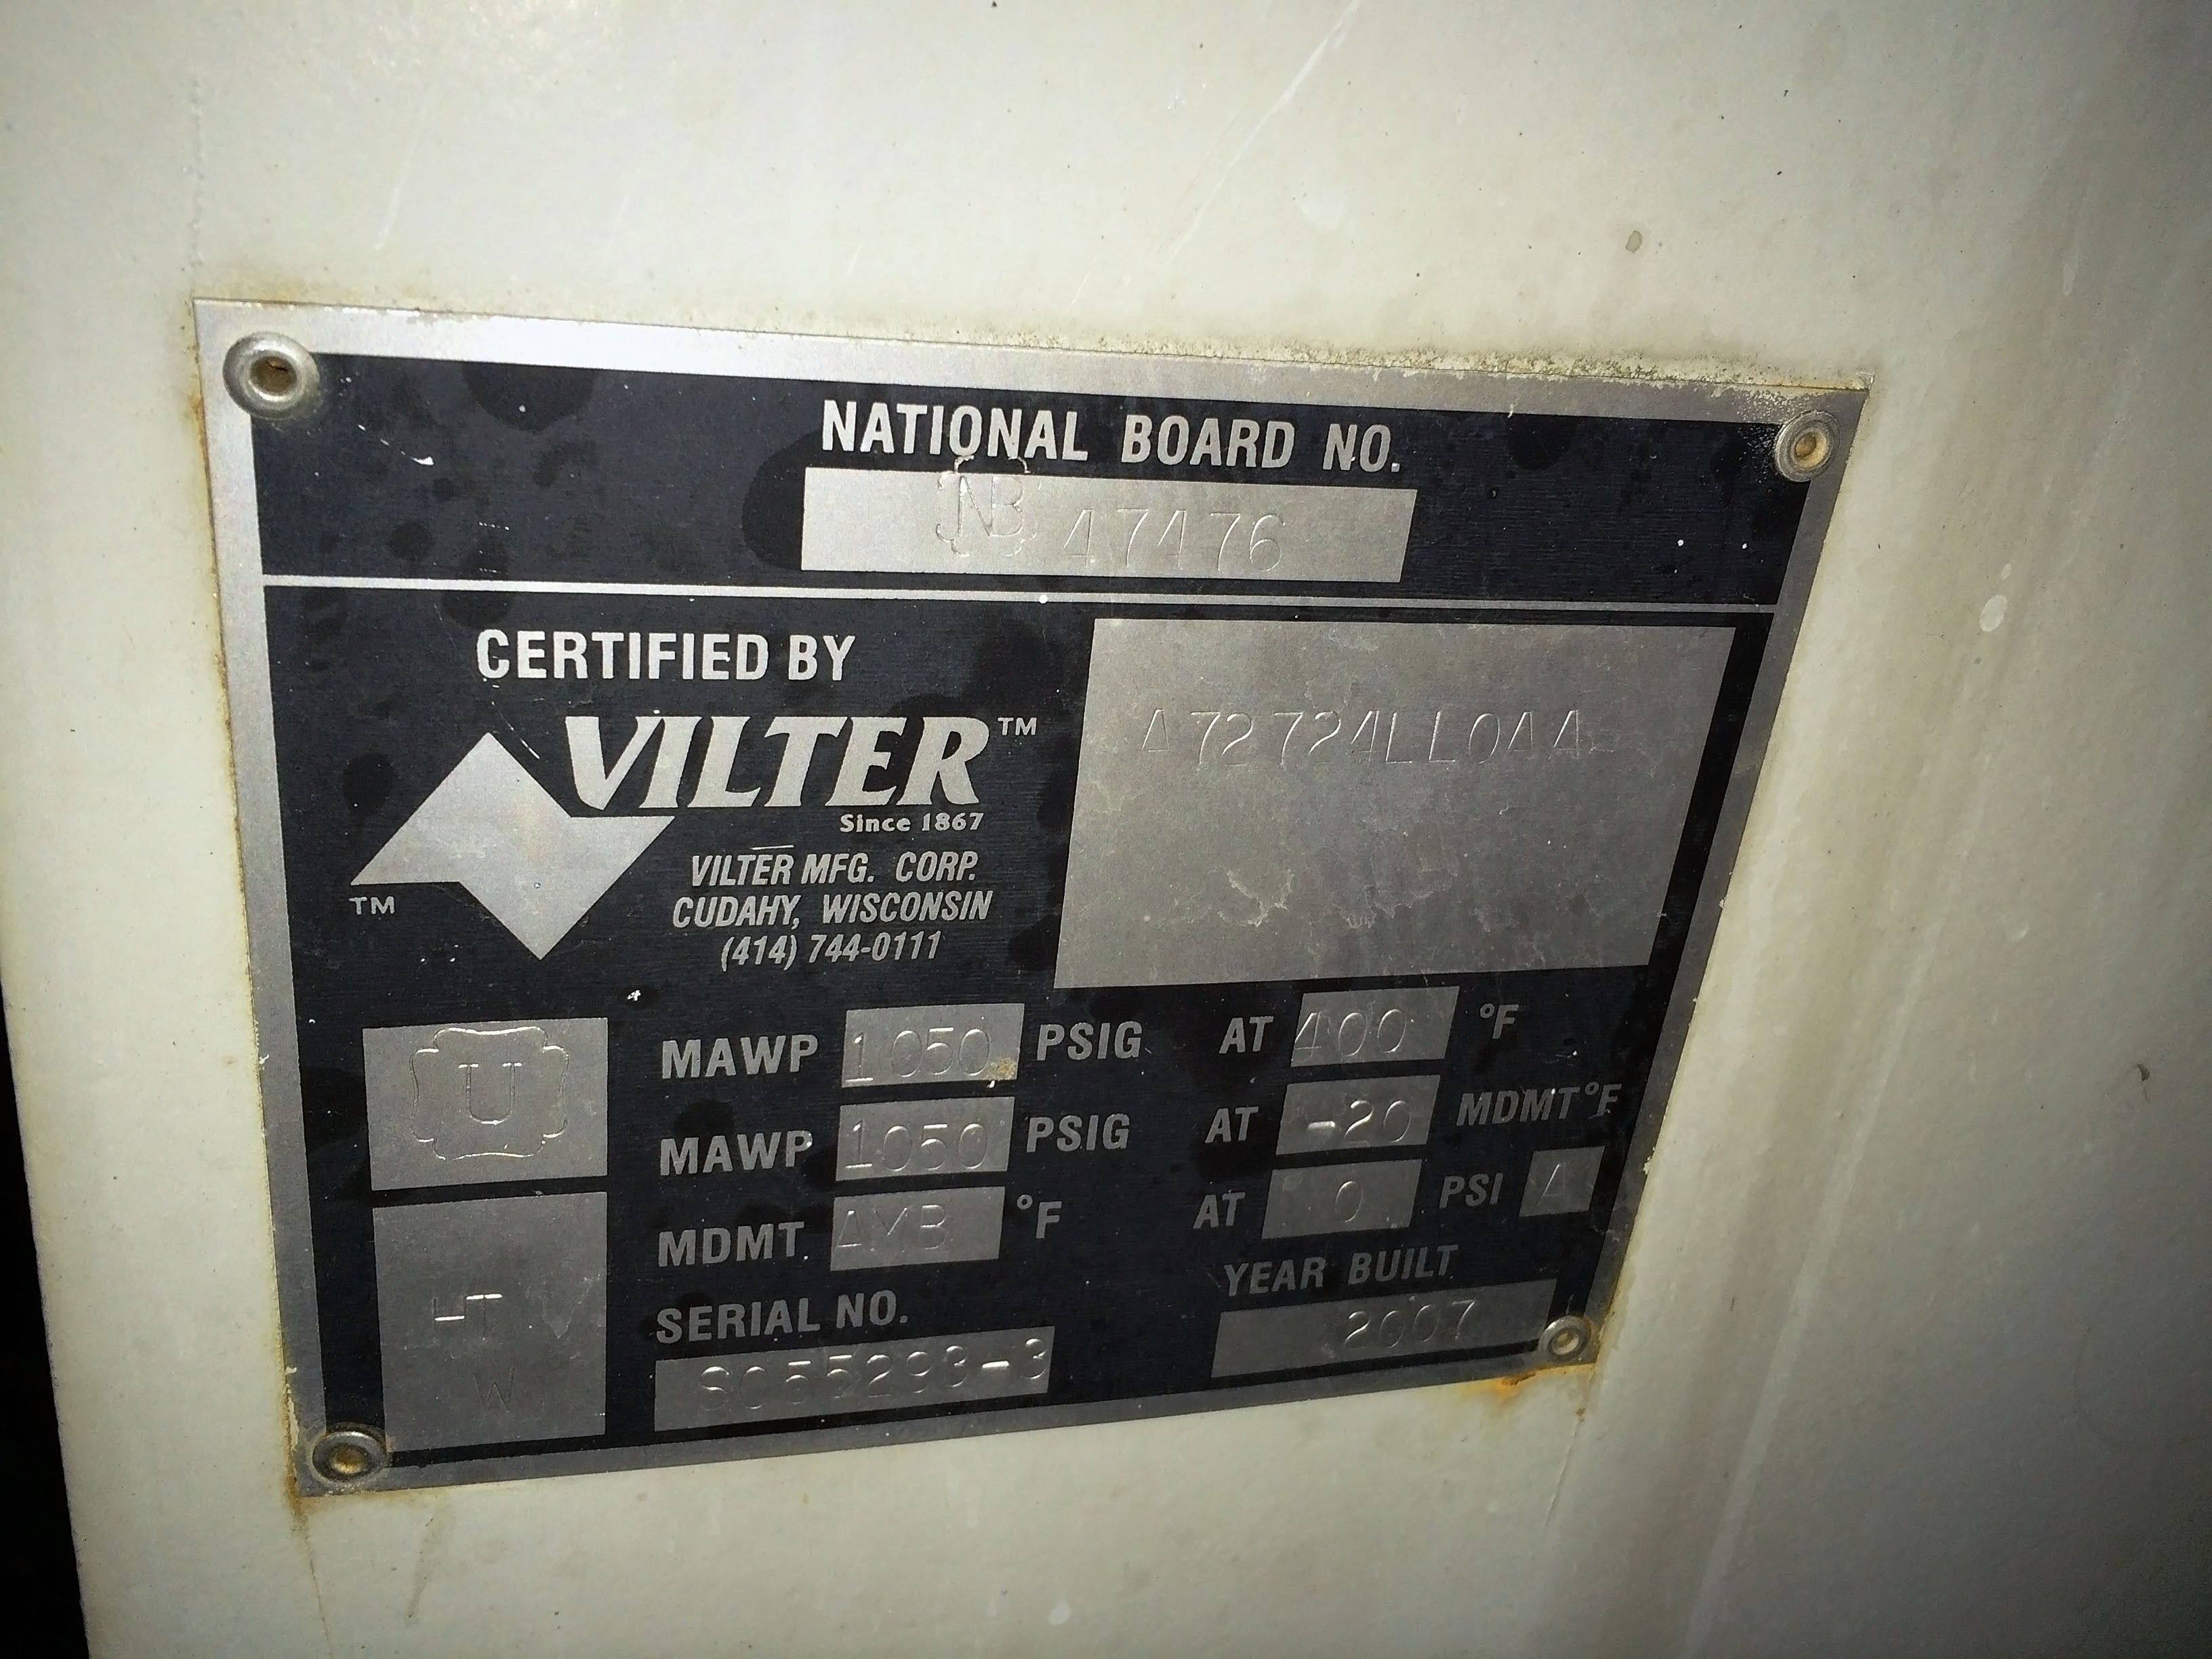 NATIONAL BOARD NO.
NB 47476
CERTIFIED BY
VILTER™
Since 1867
TM
VILTER MFG. CORP.
CUDAHY, WISCONSIN
(414) 744-0111
U
MAWP 1050 PSIG AT 400 °F
MAWP 1050 PSIG AT -20 MDMT°F
MDMT AMB °F AT 0 PSI A
W
SERIAL NO.
SC55293-3
YEAR BUILT
2007